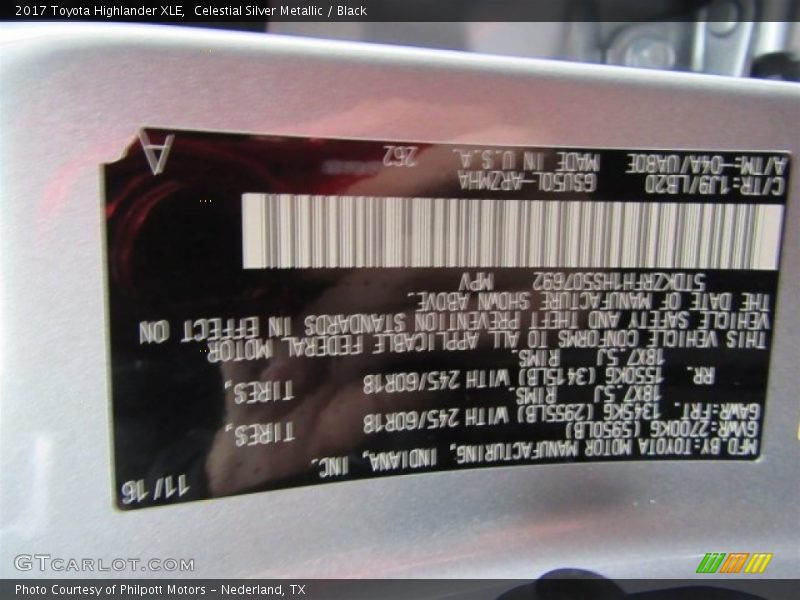 2017 Toyota Highlander XLE, Celestial Silver Metallic / Black
MFD.BY:TOYOTA MOTOR MANUFACTURING, INDIANA, INC. 11/16
GVWR:2700KG (5950LB)
GAWR:FRT. 1345KG (2955LB) WITH 245/60R18 TIRES,
18X7.5J RIMS.
RR. 1550KG (3415LB) WITH 245/60R18 TIRES,
18X7.5J RIMS.
THIS VEHICLE CONFORMS TO ALL APPLICABLE FEDERAL MOTOR
VEHICLE SAFETY AND THEFT PREVENTION STANDARDS IN EFFECT ON
THE DATE OF MANUFACTURE SHOWN ABOVE.
5TDKZRFH1HS507692 MPV
C/TR:1J9/LB20 GSU50L-ARZMHA
A/TM:-04A/UA80E MADE IN U.S.A. 262 A
GTCARLOT.COM
Photo Courtesy of Philpott Motors – Nederland, TX